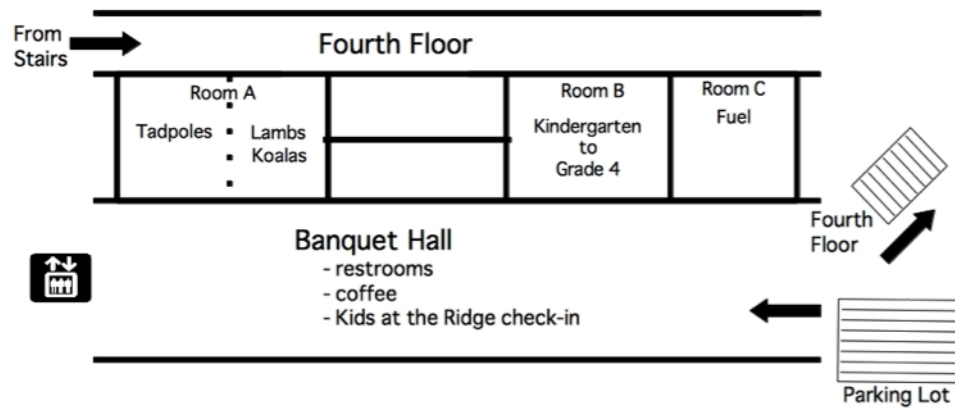 From
Stairs
Fourth Floor
Room A
Tadpoles
Lambs
Koalas
Room B
Kindergarten
to
Grade 4
Room C
Fuel
Fourth
Floor
Banquet Hall
- restrooms
- coffee
- Kids at the Ridge check-in
Parking Lot